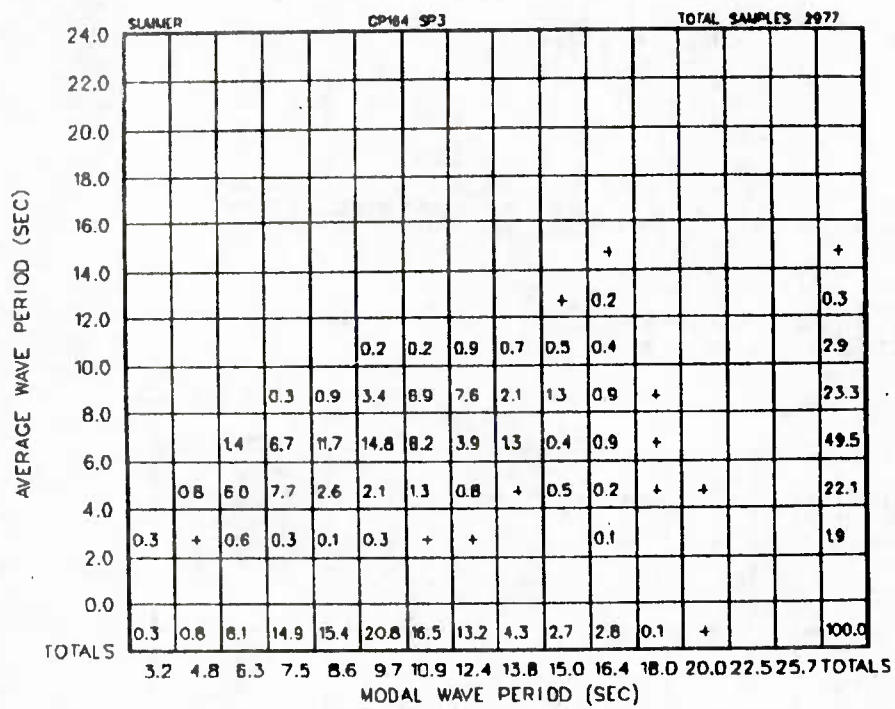 SUMMER GP164 SP3 TOTAL SAMPLES 2977
24.0
22.0
20.0
18.0
16.0
+ +
14.0
+ 0.2 0.3
12.0
0.2 0.2 0.9 0.7 0.5 0.4 2.9
10.0
0.3 0.9 3.4 6.9 7.6 2.1 1.3 0.9 + 23.3
8.0
1.4 6.7 11.7 14.8 8.2 3.9 1.3 0.4 0.9 + 49.5
6.0
0.8 6.0 7.7 2.6 2.1 1.3 0.8 + 0.5 0.2 + + 22.1
4.0
0.3 + 0.6 0.3 0.1 0.3 + + 0.1 1.9
2.0
0.0
TOTALS 0.3 0.8 8.1 14.9 15.4 20.8 16.5 13.2 4.3 2.7 2.8 0.1 + 100.0
3.2 4.8 6.3 7.5 8.6 9.7 10.9 12.4 13.8 15.0 16.4 18.0 20.0 22.5 25.7 TOTALS
MODAL WAVE PERIOD (SEC)
AVERAGE WAVE PERIOD (SEC)